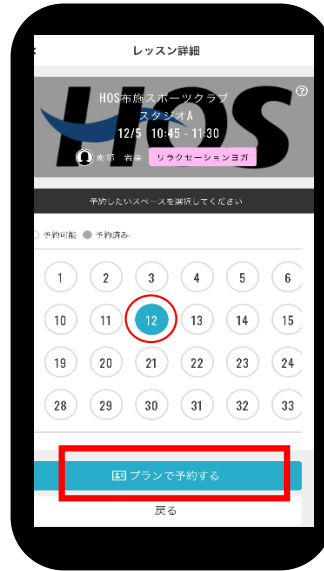 レッスン詳細
HOS
HOS布施スポーツクラブ
スタジオA
12/5 10:45 - 11:30
リラクセーションヨガ
予約したいスペースを選択してください
予約可能 予約済み
1 2 3 4 5 6
10 11 12 13 14 15
19 20 21 22 23 24
28 29 30 31 32 33
プランで予約する
戻る